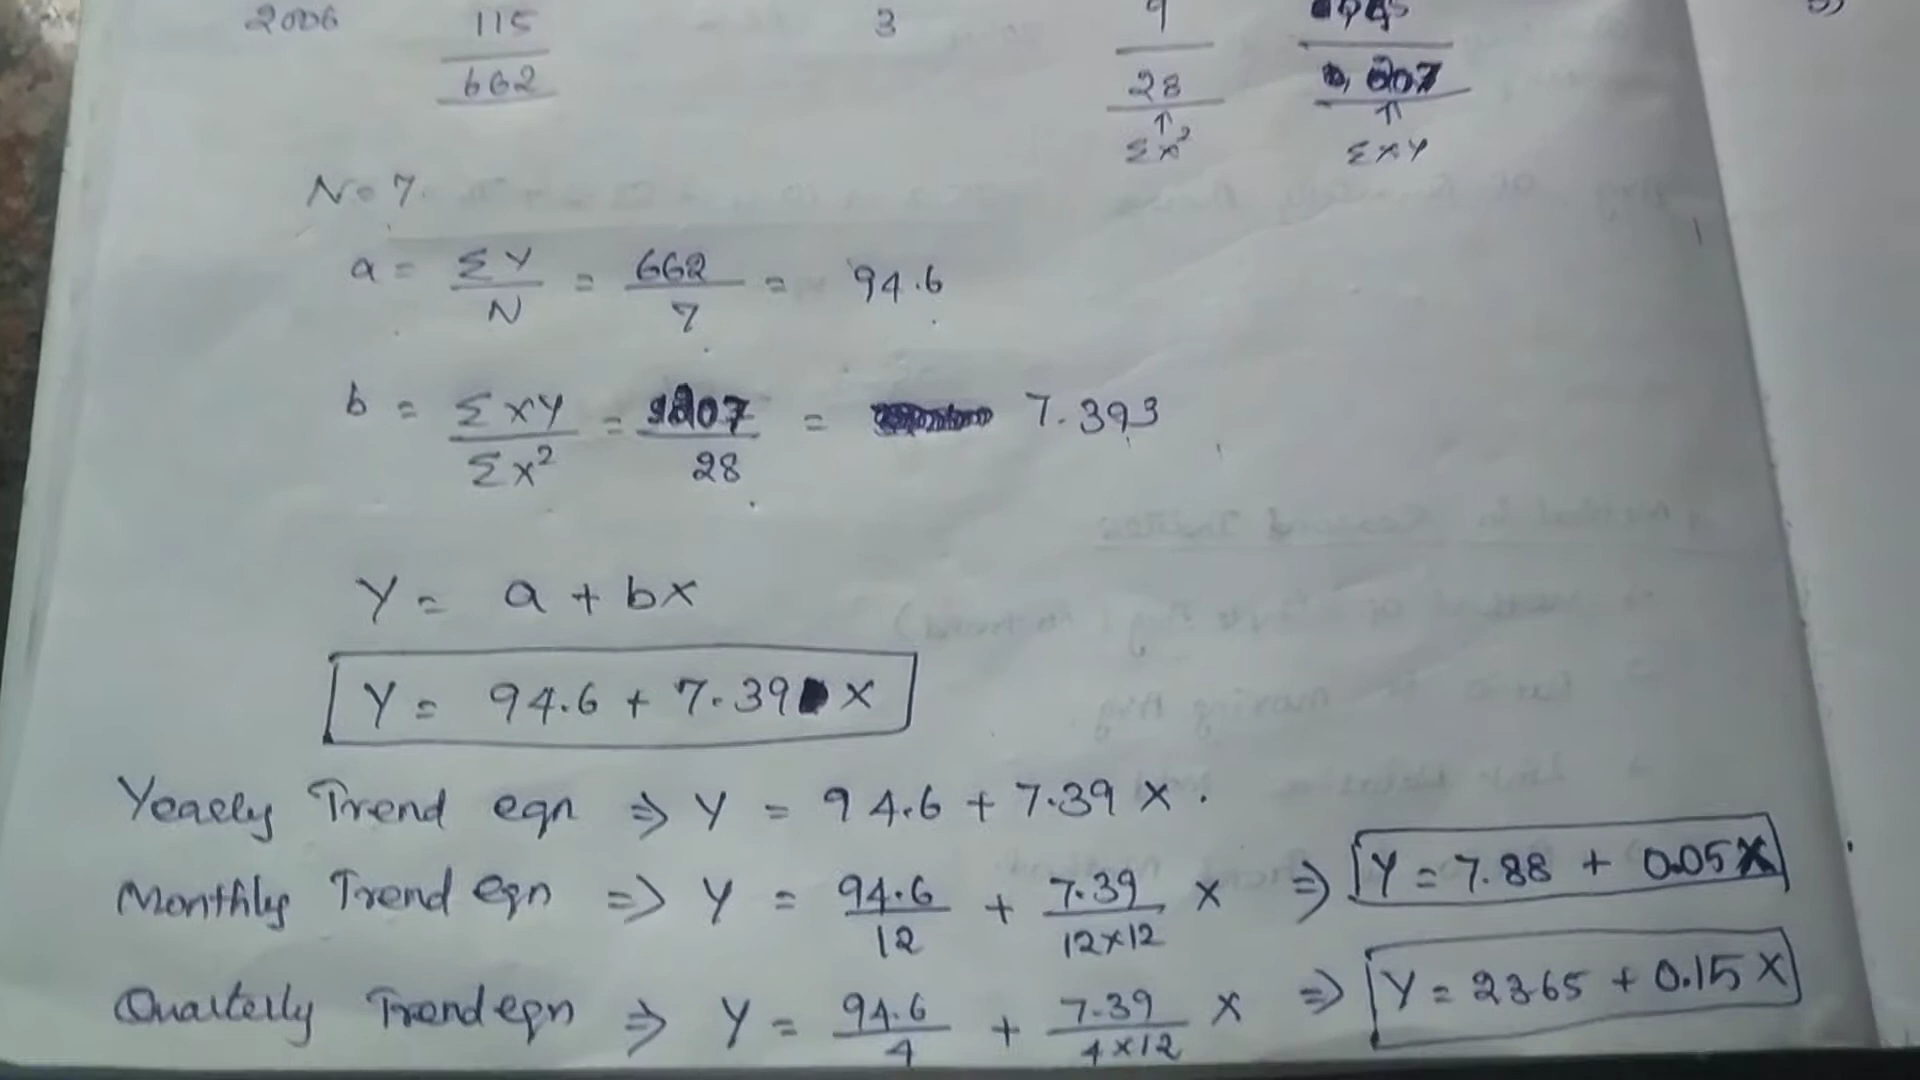 2006 115 3 9
662 28 207
↑ ↑
Σx² Σxy
N=7.
a = ΣY/N = 662/7 = 94.6
b = ΣXY/ΣX² = 207/28 = 7.393
Y = a + bx
Y = 94.6 + 7.39 x
Yearly Trend eqn ⇒ Y = 94.6 + 7.39 x.
Monthly Trend eqn ⇒ Y = 94.6/12 + 7.39/12×12 x ⇒ Y = 7.88 + 0.05x
Quarterly Trend eqn ⇒ Y = 94.6/4 + 7.39/4×12 x ⇒ Y = 23.65 + 0.15 x